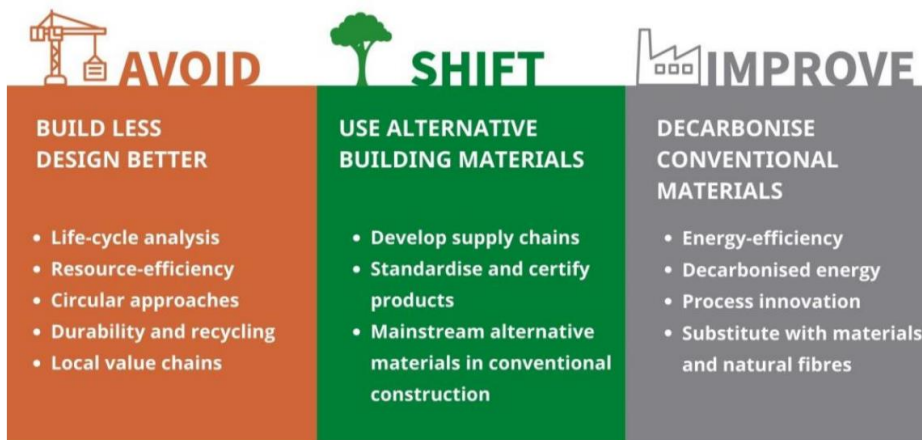 AVOID
BUILD LESS
DESIGN BETTER
• Life-cycle analysis
• Resource-efficiency
• Circular approaches
• Durability and recycling
• Local value chains
SHIFT
USE ALTERNATIVE
BUILDING MATERIALS
• Develop supply chains
• Standardise and certify
products
• Mainstream alternative
materials in conventional
construction
IMPROVE
DECARBONISE
CONVENTIONAL
MATERIALS
• Energy-efficiency
• Decarbonised energy
• Process innovation
• Substitute with materials
and natural fibres